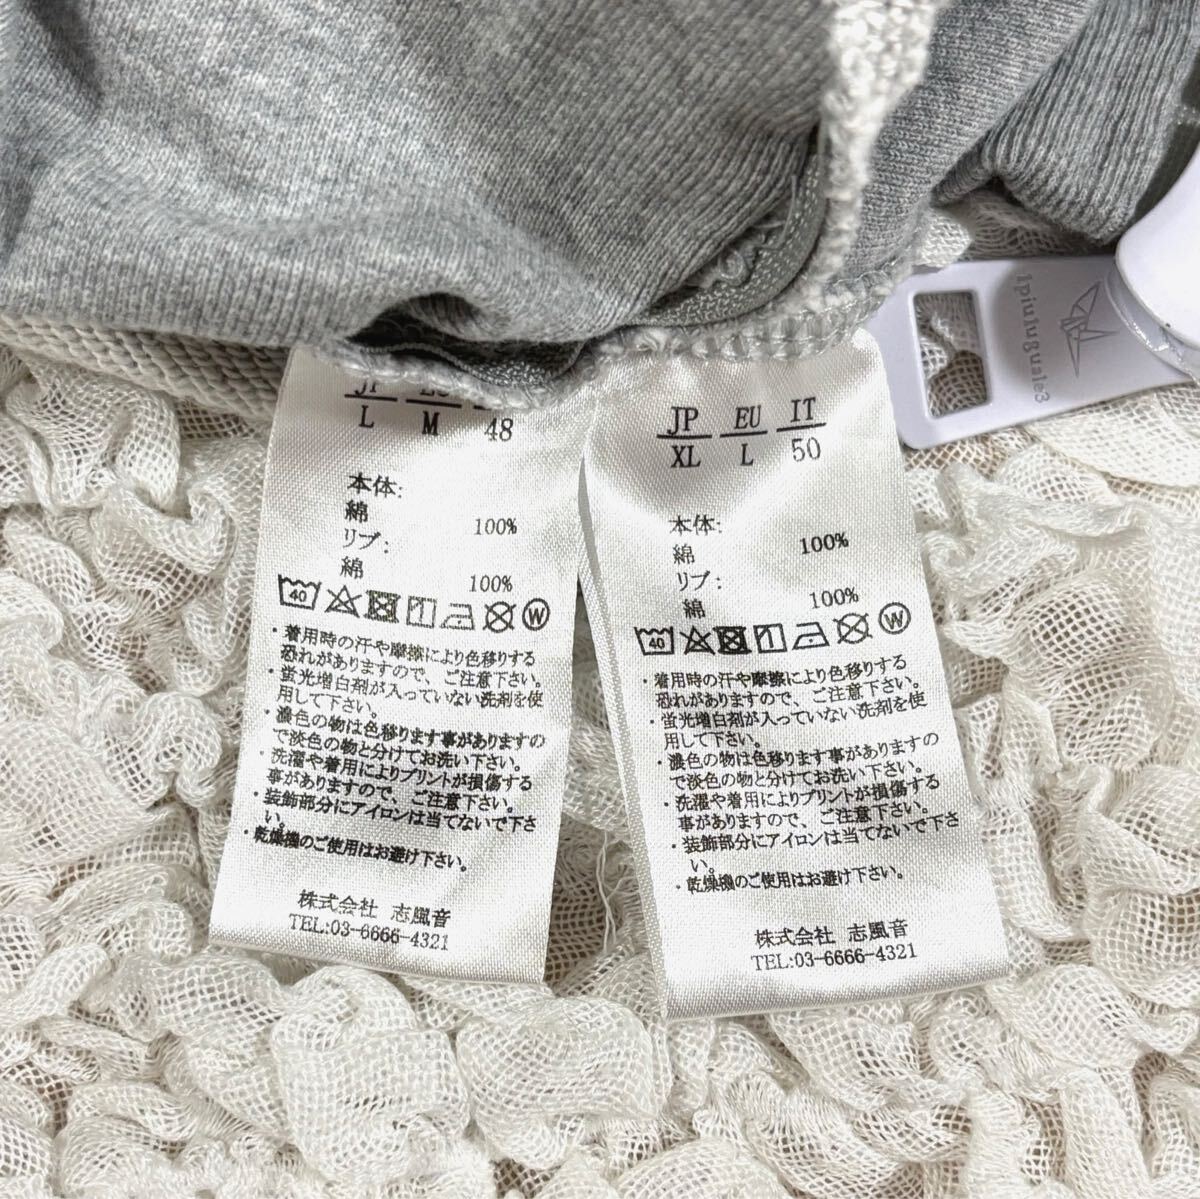 JP EU
L M 48
本体:
綿 100%
リブ:
綿 100%
40 W
・着用時の汗や摩擦により色移りする
恐れがありますので、ご注意下さい。
・蛍光増白剤が入っていない洗剤を使
用して下さい。
・濃色の物は色移ります事がありますの
で淡色の物と分けてお洗い下さい。
・洗濯や着用によりプリントが損傷する
事がありますので、ご注意下さい。
・装飾部分にアイロンは当てないで下さ
い。
・乾燥機のご使用はお避け下さい。
株式会社 志風音
TEL:03-6666-4321
JP EU IT
XL L 50
本体:
綿 100%
リブ:
綿 100%
40 W
・着用時の汗や摩擦により色移りする
恐れがありますので、ご注意下さい。
・蛍光増白剤が入っていない洗剤を使
用して下さい。
・濃色の物は色移ります事がありますの
で淡色の物と分けてお洗い下さい。
・洗濯や着用によりプリントが損傷する
事がありますので、ご注意下さい。
・装飾部分にアイロンは当てないで下さ
い。
・乾燥機のご使用はお避け下さい。
株式会社 志風音
TEL:03-6666-4321
1piu1uguale3